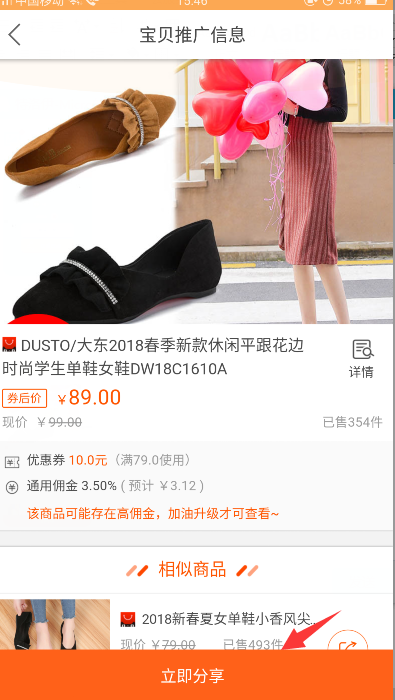 中国移动 15:46 58%
宝贝推广信息
DUSTO/大东2018春季新款休闲平跟花边
时尚学生单鞋女鞋DW18C1610A
详情
券后价 ￥89.00
现价 ￥99.00 已售354件
优惠券 10.0元（满79.0使用）
通用佣金 3.50% ( 预计 ￥3.12 )
该商品可能存在高佣金，加油升级才可查看~
相似商品
2018新春夏女单鞋小香风尖...
现价 ￥79.00 已售493件
立即分享